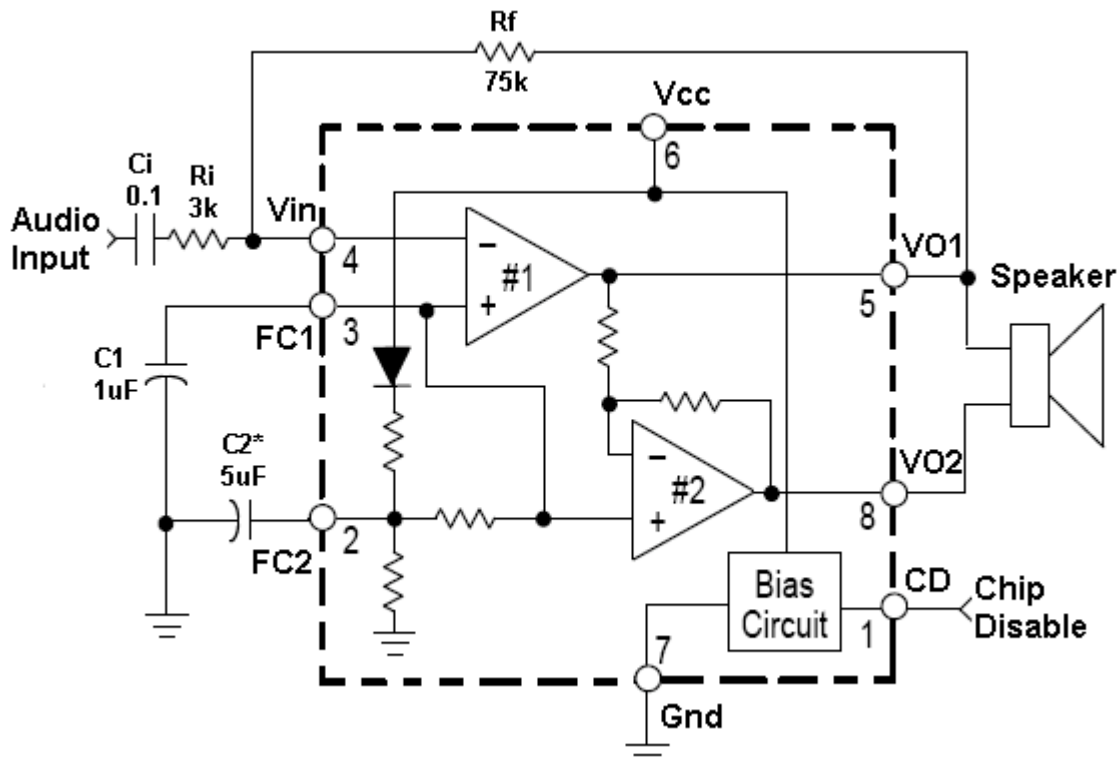 Rf
75k
Vcc
6
Ci
0.1
Ri
3k
Audio
Input
Vin
4
−
#1
+
VO1
5
Speaker
FC1
3
C1
1uF
C2*
5uF
FC2
2
−
#2
+
VO2
8
Bias
Circuit
CD
1
Chip
Disable
7
Gnd